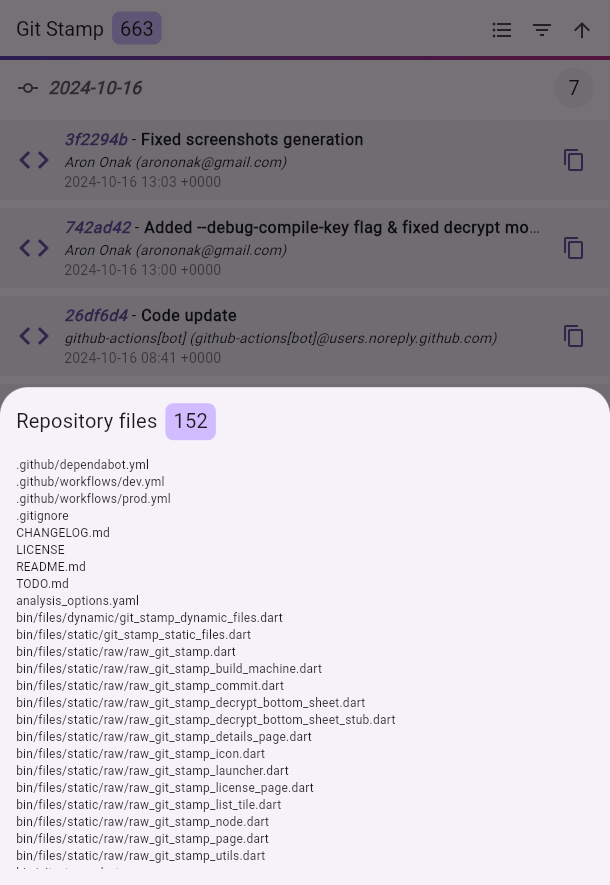 Git Stamp 663
2024-10-16 7
3f2294b - Fixed screenshots generation
Aron Onak (arononak@gmail.com)
2024-10-16 13:03 +0000
742ad42 - Added --debug-compile-key flag & fixed decrypt mo...
Aron Onak (arononak@gmail.com)
2024-10-16 13:00 +0000
26df6d4 - Code update
github-actions[bot] (github-actions[bot]@users.noreply.github.com)
2024-10-16 08:41 +0000
Repository files 152
.github/dependabot.yml
.github/workflows/dev.yml
.github/workflows/prod.yml
.gitignore
CHANGELOG.md
LICENSE
README.md
TODO.md
analysis_options.yaml
bin/files/dynamic/git_stamp_dynamic_files.dart
bin/files/static/git_stamp_static_files.dart
bin/files/static/raw/raw_git_stamp.dart
bin/files/static/raw/raw_git_stamp_build_machine.dart
bin/files/static/raw/raw_git_stamp_commit.dart
bin/files/static/raw/raw_git_stamp_decrypt_bottom_sheet.dart
bin/files/static/raw/raw_git_stamp_decrypt_bottom_sheet_stub.dart
bin/files/static/raw/raw_git_stamp_details_page.dart
bin/files/static/raw/raw_git_stamp_icon.dart
bin/files/static/raw/raw_git_stamp_launcher.dart
bin/files/static/raw/raw_git_stamp_license_page.dart
bin/files/static/raw/raw_git_stamp_list_tile.dart
bin/files/static/raw/raw_git_stamp_node.dart
bin/files/static/raw/raw_git_stamp_page.dart
bin/files/static/raw/raw_git_stamp_utils.dart